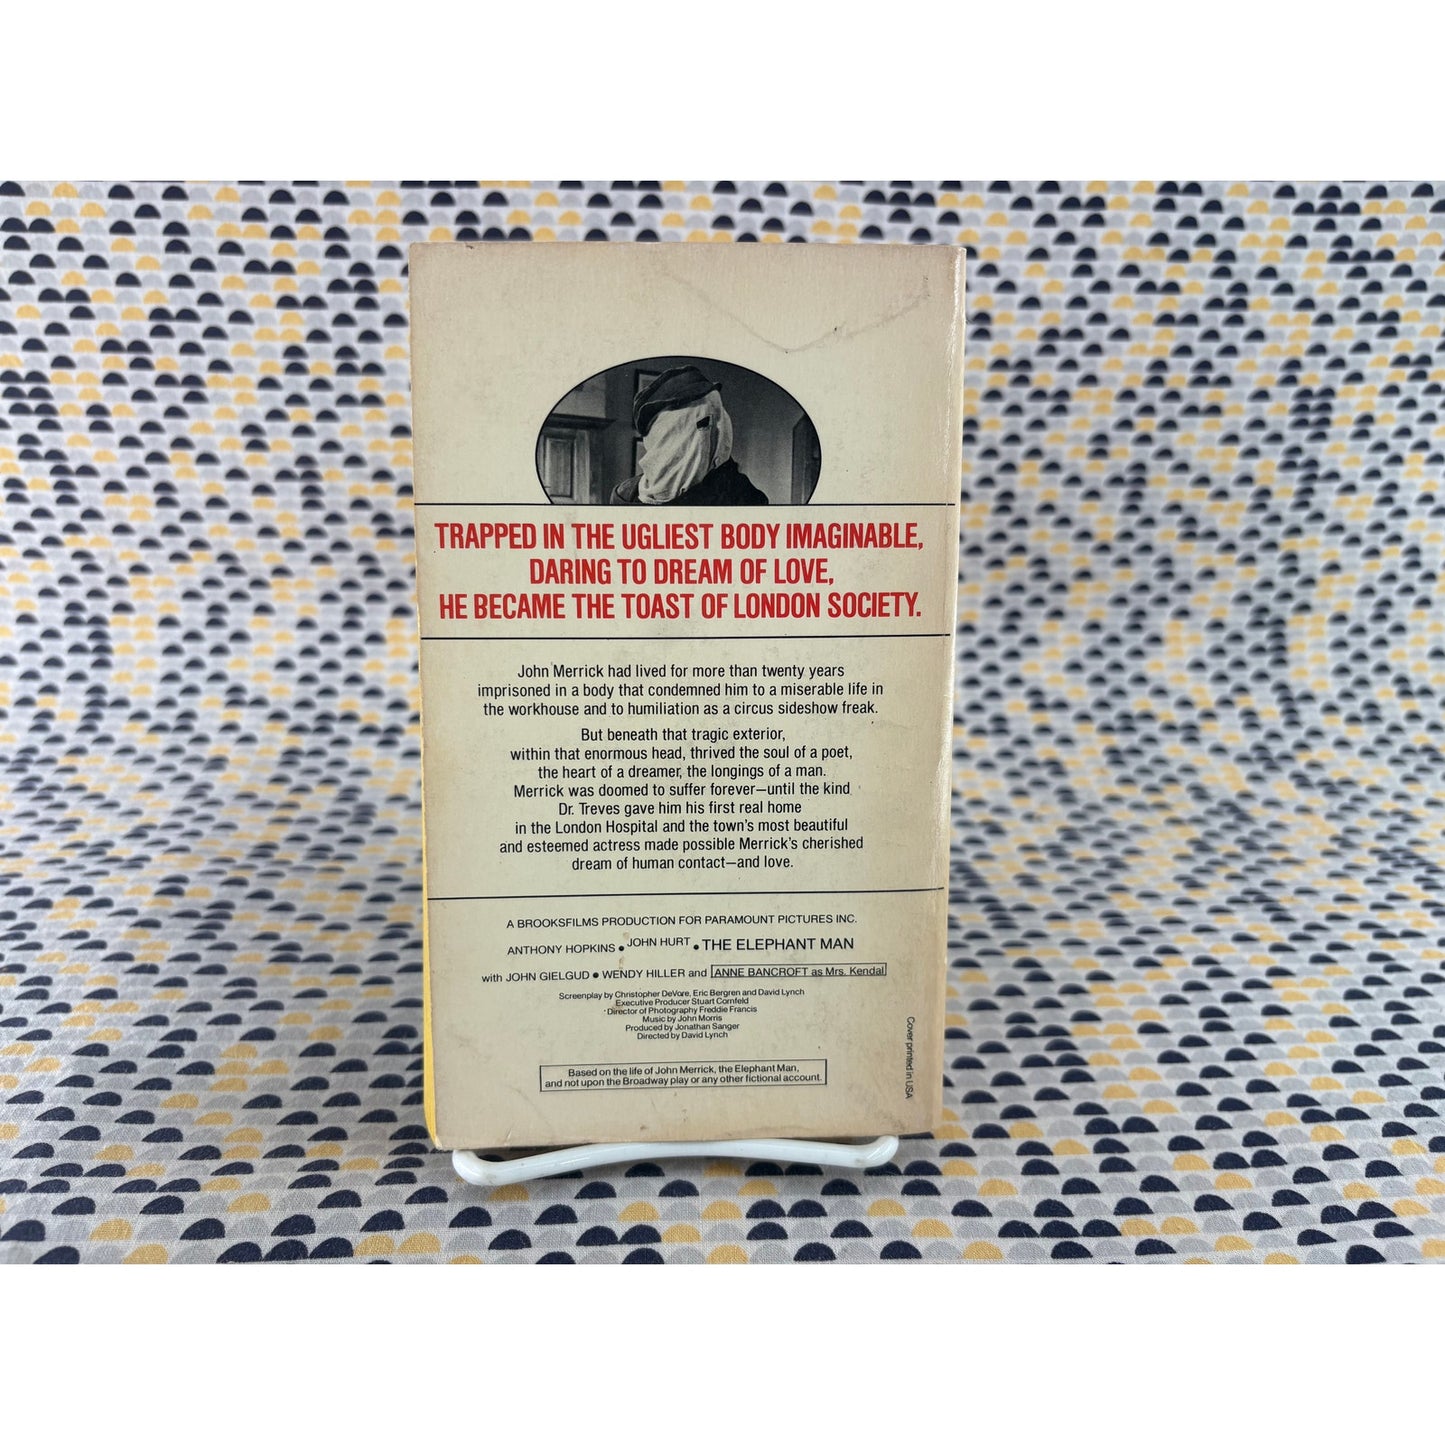 TRAPPED IN THE UGLIEST BODY IMAGINABLE,
DARING TO DREAM OF LOVE,
HE BECAME THE TOAST OF LONDON SOCIETY.
John Merrick had lived for more than twenty years
imprisoned in a body that condemned him to a miserable life in
the workhouse and to humiliation as a circus sideshow freak.
But beneath that tragic exterior,
within that enormous head, thrived the soul of a poet,
the heart of a dreamer, the longings of a man.
Merrick was doomed to suffer forever—until the kind
Dr. Treves gave him his first real home
in the London Hospital and the town's most beautiful
and esteemed actress made possible Merrick's cherished
dream of human contact—and love.
A BROOKSFILMS PRODUCTION FOR PARAMOUNT PICTURES INC.
ANTHONY HOPKINS • JOHN HURT • THE ELEPHANT MAN
with JOHN GIELGUD • WENDY HILLER and ANNE BANCROFT as Mrs. Kendal
Screenplay by Christopher DeVore, Eric Bergren and David Lynch
Executive Producer Stuart Cornfeld
Director of Photography Freddie Francis
Music by John Morris
Produced by Jonathan Sanger
Directed by David Lynch
Based on the life of John Merrick, the Elephant Man,
and not upon the Broadway play or any other fictional account.
Cover printed in USA